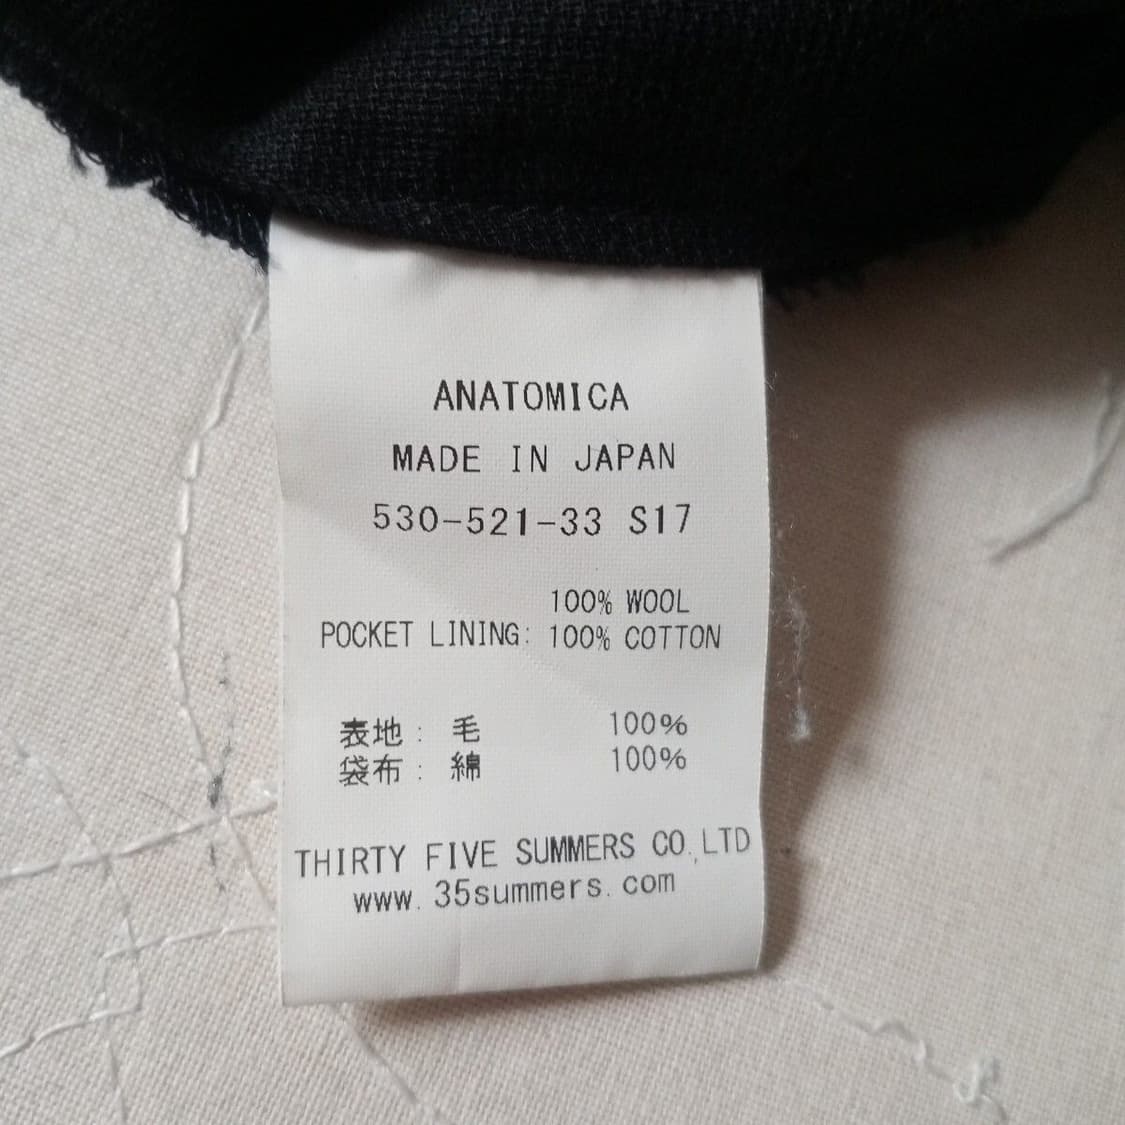 ANATOMICA
MADE IN JAPAN
530-521-33 S17
100% WOOL
POCKET LINING: 100% COTTON
表地: 毛 100%
袋布: 綿 100%
THIRTY FIVE SUMMERS CO.,LTD
www.35summers.com